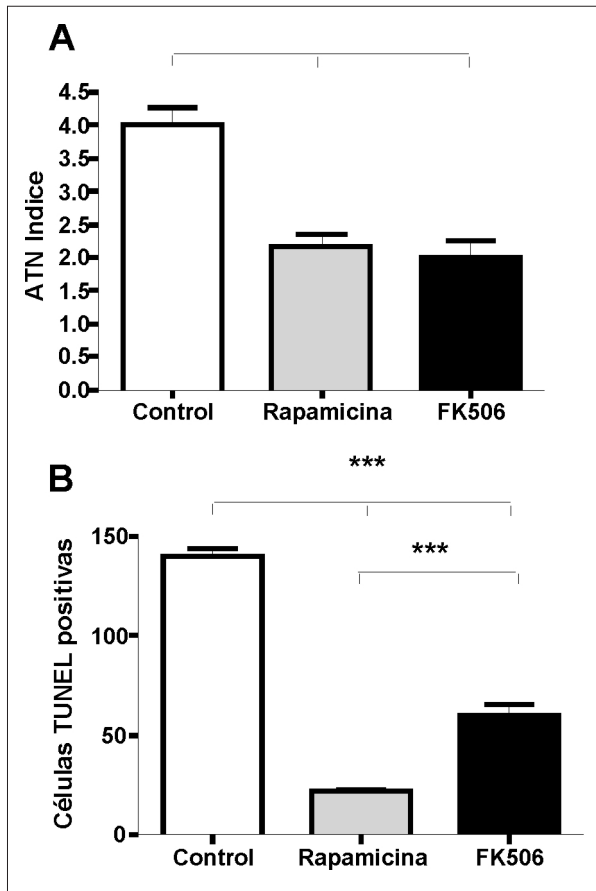 A
ATN Indice
4.5
4.0
3.5
3.0
2.5
2.0
1.5
1.0
0.5
0.0
Control Rapamicina FK506
B
***
***
Células TUNEL positivas
150
100
50
0
Control Rapamicina FK506